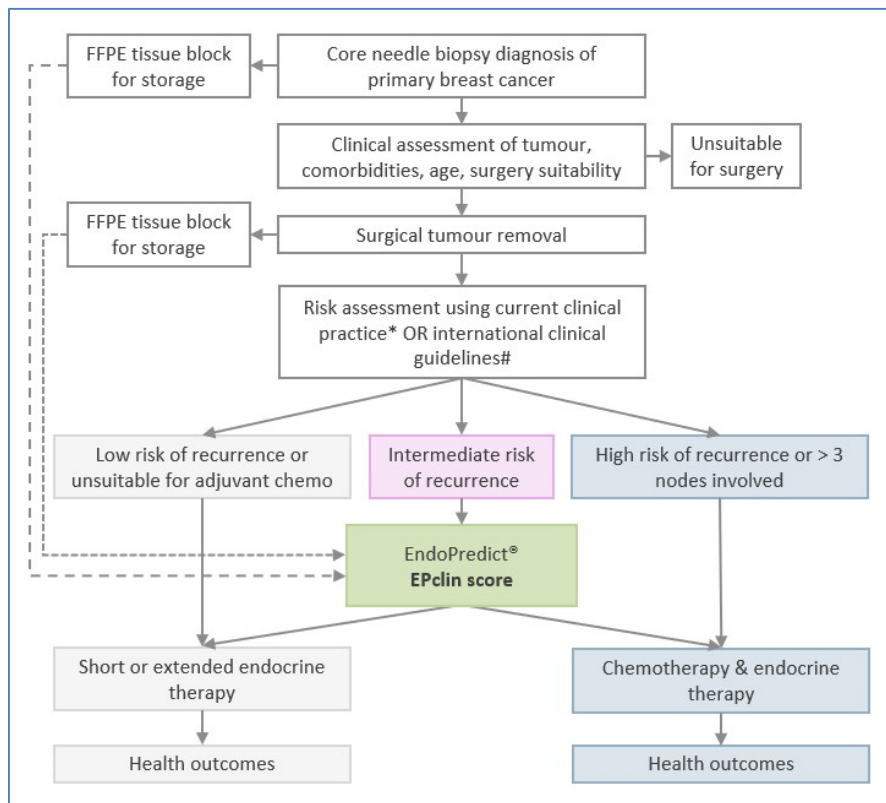 FFPE tissue block
for storage
Core needle biopsy diagnosis of
primary breast cancer
Clinical assessment of tumour,
comorbidities, age, surgery suitability
Unsuitable
for surgery
FFPE tissue block
for storage
Surgical tumour removal
Risk assessment using current clinical
practice* OR international clinical
guidelines#
Low risk of recurrence or
unsuitable for adjuvant chemo
Intermediate risk
of recurrence
High risk of recurrence or > 3
nodes involved
EndoPredict®
EPclin score
Short or extended endocrine
therapy
Chemotherapy & endocrine
therapy
Health outcomes
Health outcomes